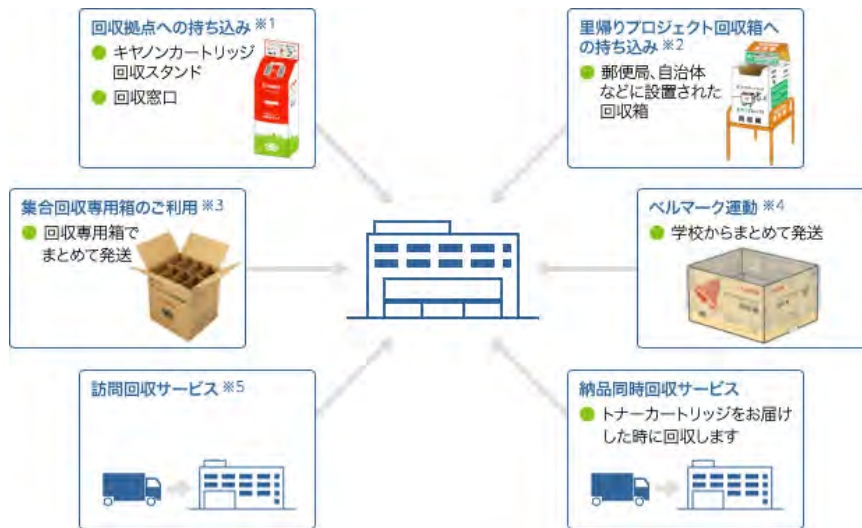 回収拠点への持ち込み ※1
キヤノンカートリッジ
回収スタンド
回収窓口
里帰りプロジェクト回収箱へ
の持ち込み ※2
郵便局、自治体
などに設置された
回収箱
集合回収専用箱のご利用 ※3
回収専用箱で
まとめて発送
ベルマーク運動 ※4
学校からまとめて発送
訪問回収サービス ※5
納品同時回収サービス
トナーカートリッジをお届け
した時に回収します